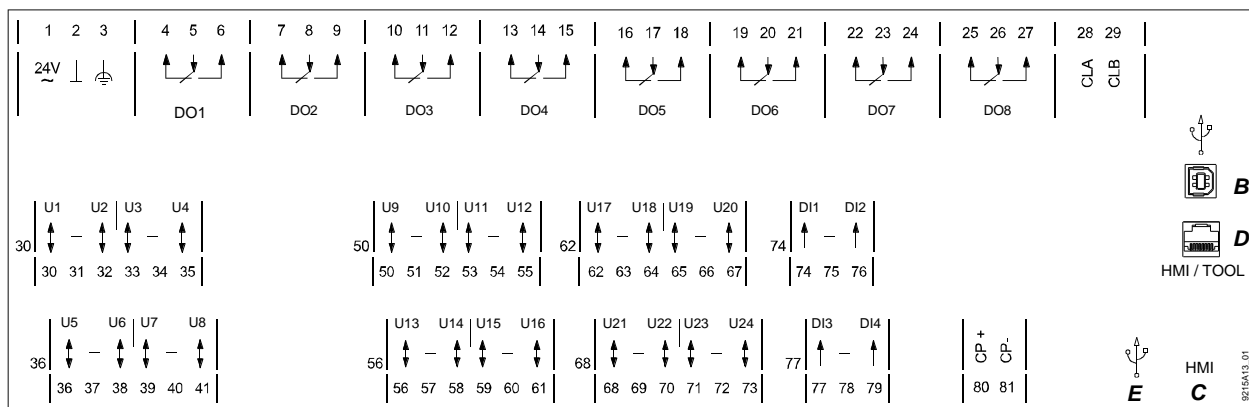 1 2 3 4 5 6 7 8 9 10 11 12 13 14 15 16 17 18 19 20 21 22 23 24 25 26 27 28 29
24V CLA CLB
~
DO1 DO2 DO3 DO4 DO5 DO6 DO7 DO8
B
U1 U2 U3 U4 U9 U10 U11 U12 U17 U18 U19 U20 DI1 DI2
30 50 62 74 D
30 31 32 33 34 35 50 51 52 53 54 55 62 63 64 65 66 67 74 75 76 HMI / TOOL
U5 U6 U7 U8 U13 U14 U15 U16 U21 U22 U23 U24 DI3 DI4 CP + CP-
36 56 68 77 HMI
36 37 38 39 40 41 56 57 58 59 60 61 68 69 70 71 72 73 77 78 79 80 81 E C
9215A13_01